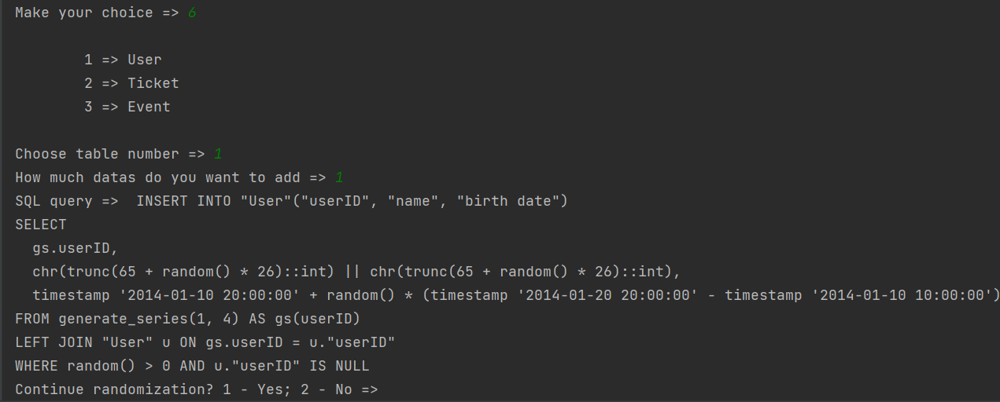 Make your choice => 6
1 => User
2 => Ticket
3 => Event
Choose table number => 1
How much datas do you want to add => 1
SQL query =>  INSERT INTO "User"("userID", "name", "birth date")
SELECT
  gs.userID,
  chr(trunc(65 + random() * 26)::int) || chr(trunc(65 + random() * 26)::int),
  timestamp '2014-01-10 20:00:00' + random() * (timestamp '2014-01-20 20:00:00' - timestamp '2014-01-10 10:00:00')
FROM generate_series(1, 4) AS gs(userID)
LEFT JOIN "User" u ON gs.userID = u."userID"
WHERE random() > 0 AND u."userID" IS NULL
Continue randomization? 1 - Yes; 2 - No =>